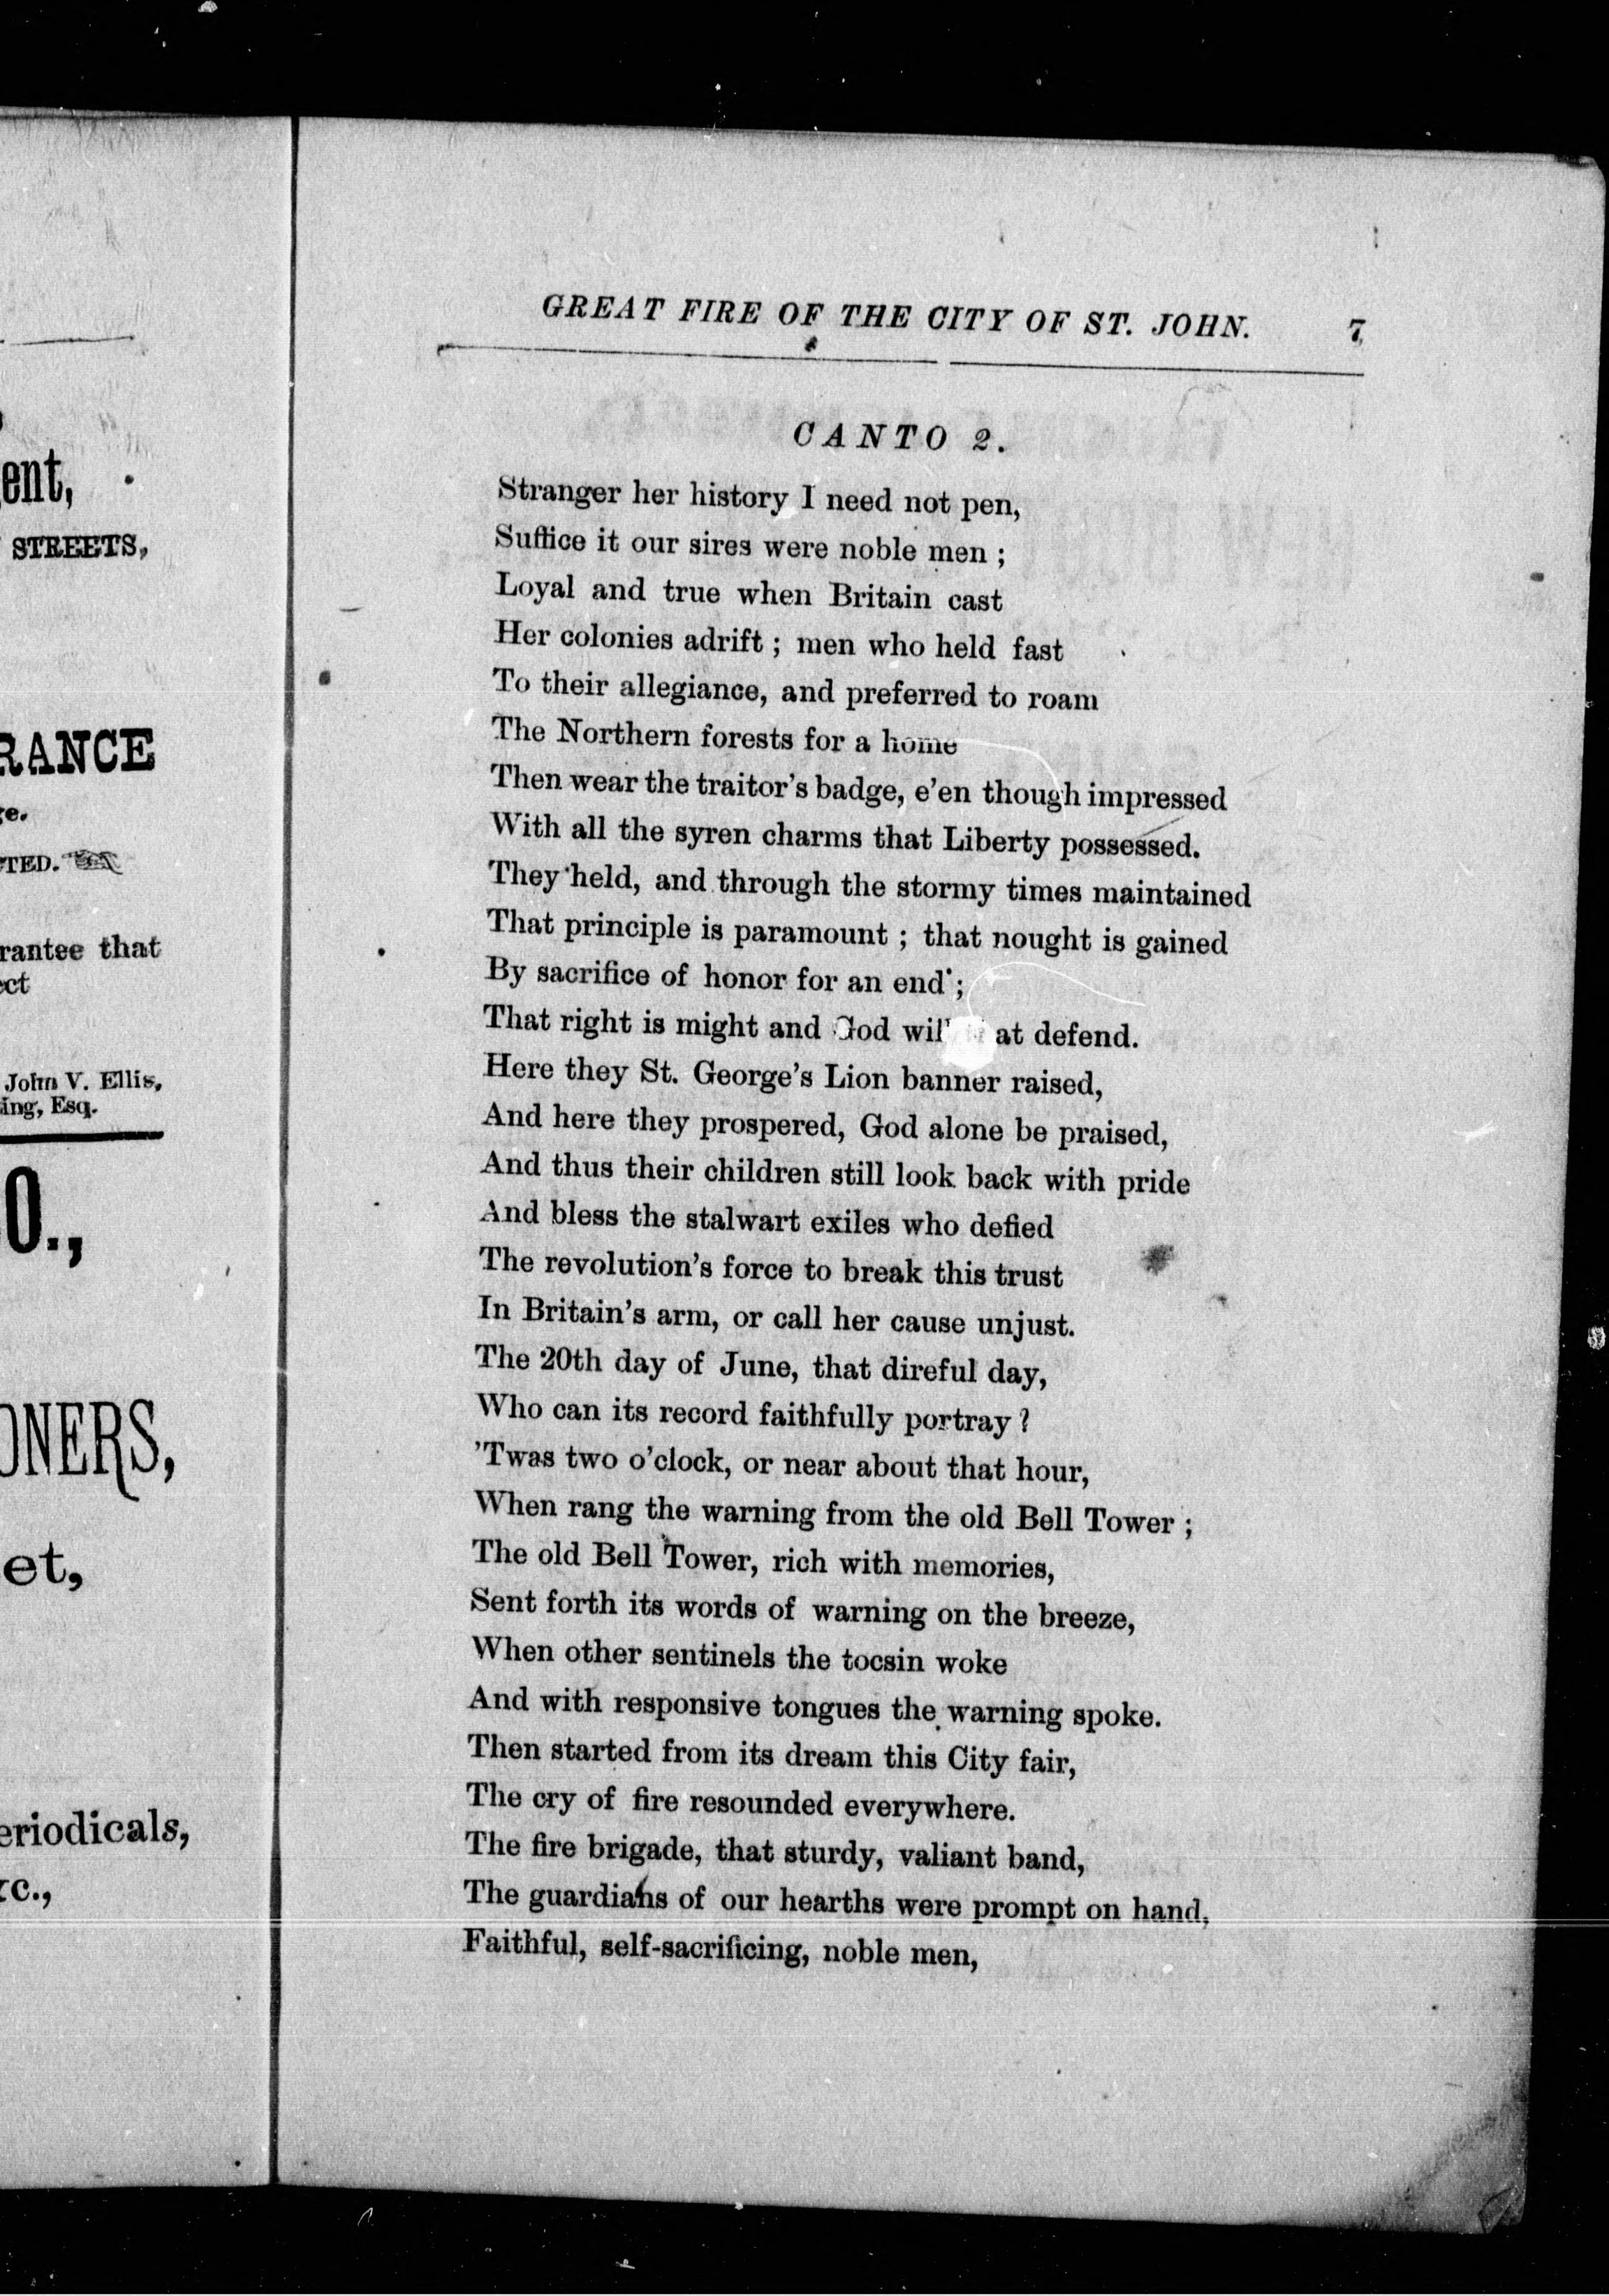 ent,
STREETS,
RANCE
ge.
TED.
rantee that
ect
John V. Ellis,
ing, Esq.
O.,
ONERS,
et,
eriodicals,
c.,
GREAT FIRE OF THE CITY OF ST. JOHN. 7
CANTO 2.
Stranger her history I need not pen,
Suffice it our sires were noble men ;
Loyal and true when Britain cast
Her colonies adrift ; men who held fast
To their allegiance, and preferred to roam
The Northern forests for a home
Then wear the traitor's badge, e'en though impressed
With all the syren charms that Liberty possessed.
They held, and through the stormy times maintained
That principle is paramount ; that nought is gained
By sacrifice of honor for an end ;
That right is might and God wil at defend.
Here they St. George's Lion banner raised,
And here they prospered, God alone be praised,
And thus their children still look back with pride
And bless the stalwart exiles who defied
The revolution's force to break this trust
In Britain's arm, or call her cause unjust.
The 20th day of June, that direful day,
Who can its record faithfully portray ?
'Twas two o'clock, or near about that hour,
When rang the warning from the old Bell Tower ;
The old Bell Tower, rich with memories,
Sent forth its words of warning on the breeze,
When other sentinels the tocsin woke
And with responsive tongues the warning spoke.
Then started from its dream this City fair,
The cry of fire resounded everywhere.
The fire brigade, that sturdy, valiant band,
The guardians of our hearths were prompt on hand,
Faithful, self-sacrificing, noble men,